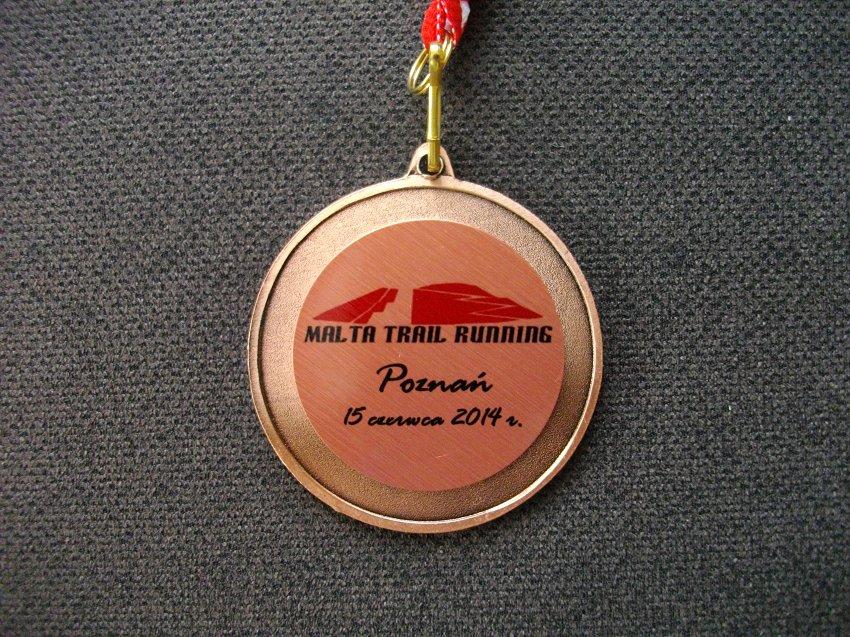 MALTA TRAIL RUNNING
Poznań
15 czerwca 2014 r.